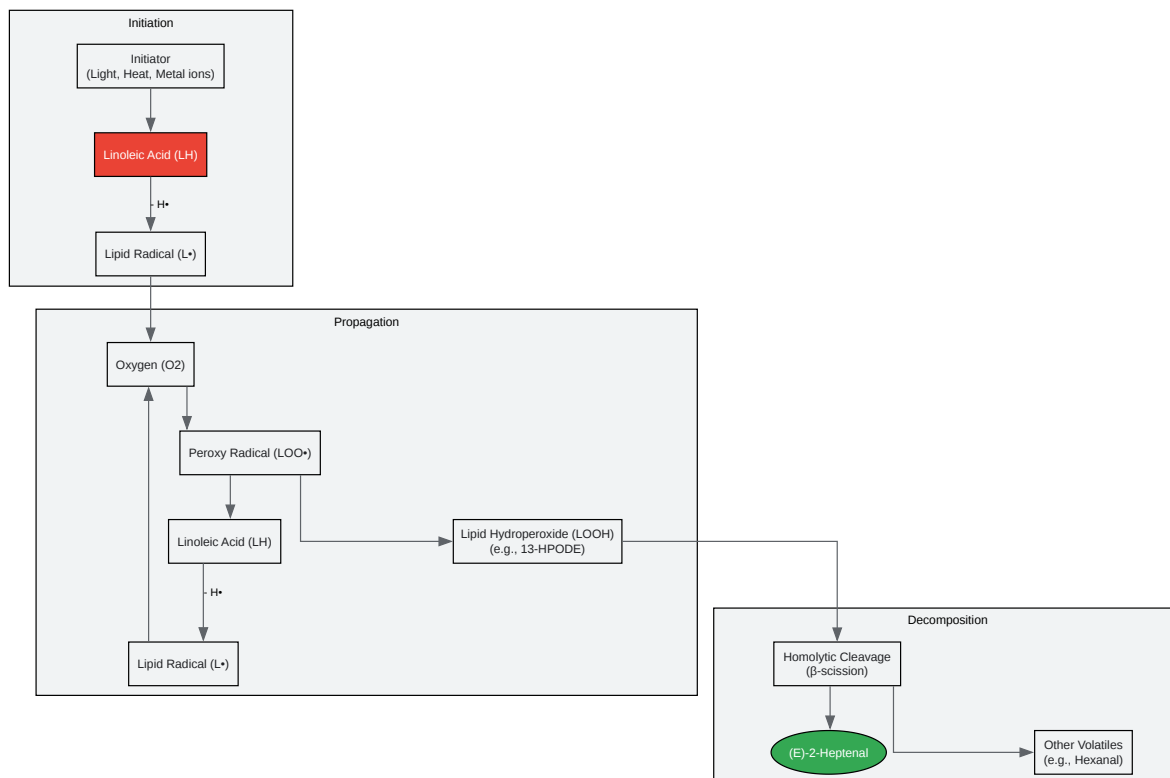 Initiation
Initiator
(Light, Heat, Metal ions)
Linoleic Acid (LH)
- H•
Lipid Radical (L•)
Propagation
Oxygen (O2)
Peroxy Radical (LOO•)
Linoleic Acid (LH)
Lipid Hydroperoxide (LOOH)
(e.g., 13-HPODE)
- H•
Lipid Radical (L•)
Decomposition
Homolytic Cleavage
(β-scission)
(E)-2-Heptenal
Other Volatiles
(e.g., Hexanal)